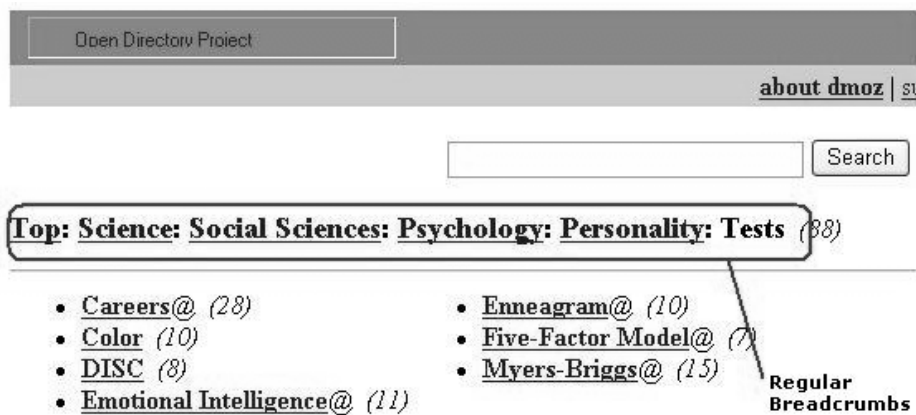 Open Directory Project
about dmoz |
Search
Top: Science: Social Sciences: Psychology: Personality: Tests (88)
Careers@ (28)
Color (10)
DISC (8)
Emotional Intelligence@ (11)
Enneagram@ (10)
Five-Factor Model@ (7)
Myers-Briggs@ (15)
Regular
Breadcrumbs